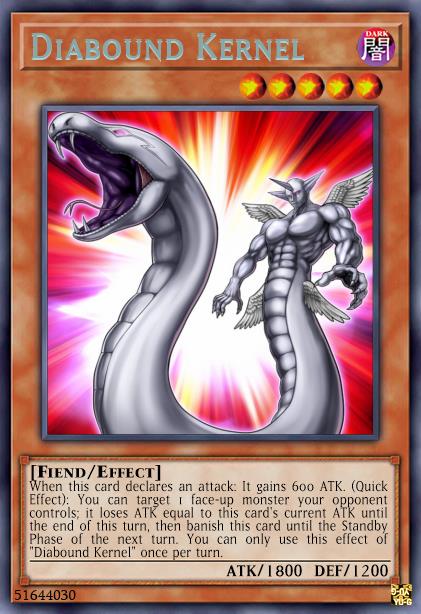 DIABOUND KERNEL
DARK
闇
[FIEND/EFFECT]
When this card declares an attack: It gains 600 ATK. (Quick
Effect): You can target 1 face-up monster your opponent
controls; it loses ATK equal to this card's current ATK until
the end of this turn, then banish this card until the Standby
Phase of the next turn. You can only use this effect of
"Diabound Kernel" once per turn.
ATK/1800 DEF/1200
51644030